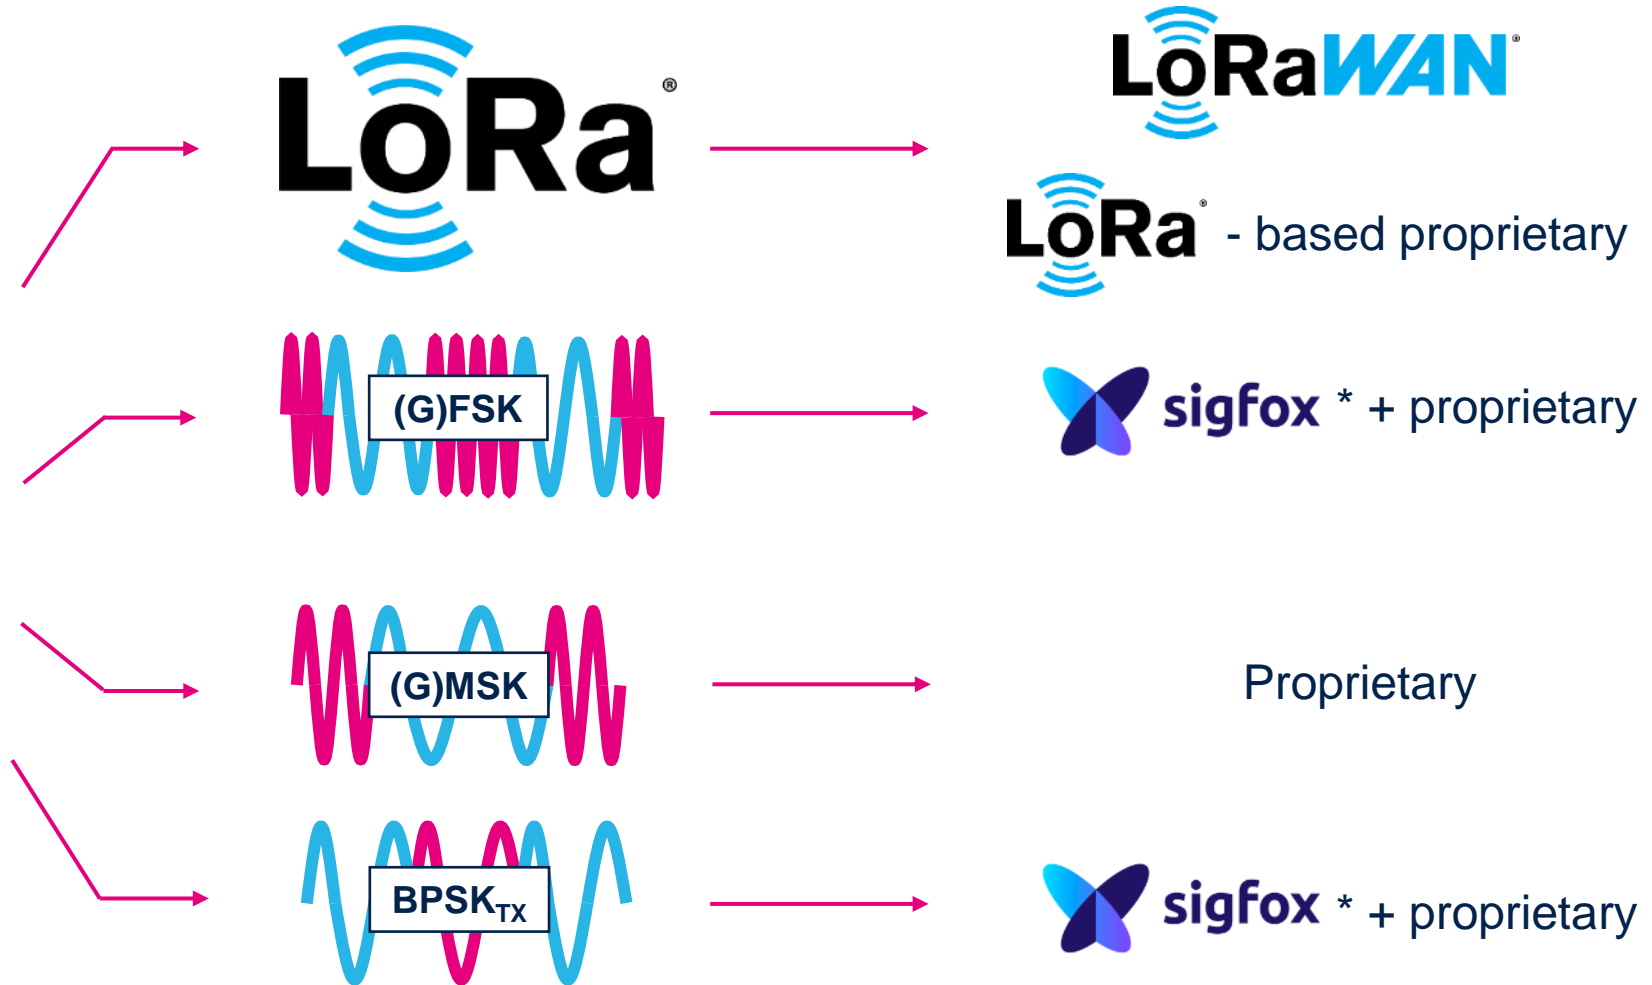 LoRa®
LoRaWAN®
LoRa® - based proprietary
(G)FSK
sigfox * + proprietary
(G)MSK
Proprietary
BPSKTX
sigfox * + proprietary